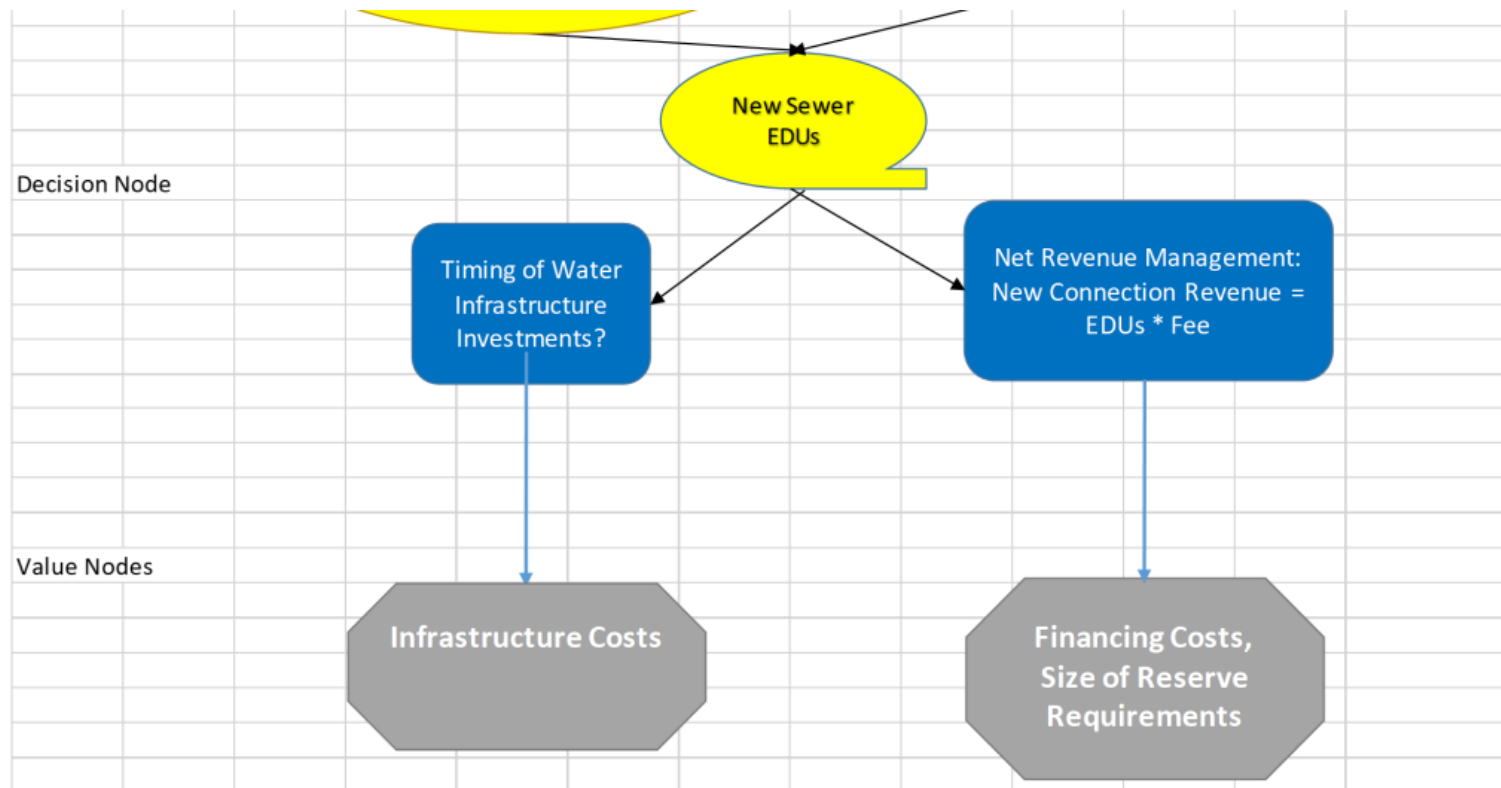 New Sewer
EDUs
Decision Node
Timing of Water
Infrastructure
Investments?
Net Revenue Management:
New Connection Revenue =
EDUs * Fee
Value Nodes
Infrastructure Costs
Financing Costs,
Size of Reserve
Requirements